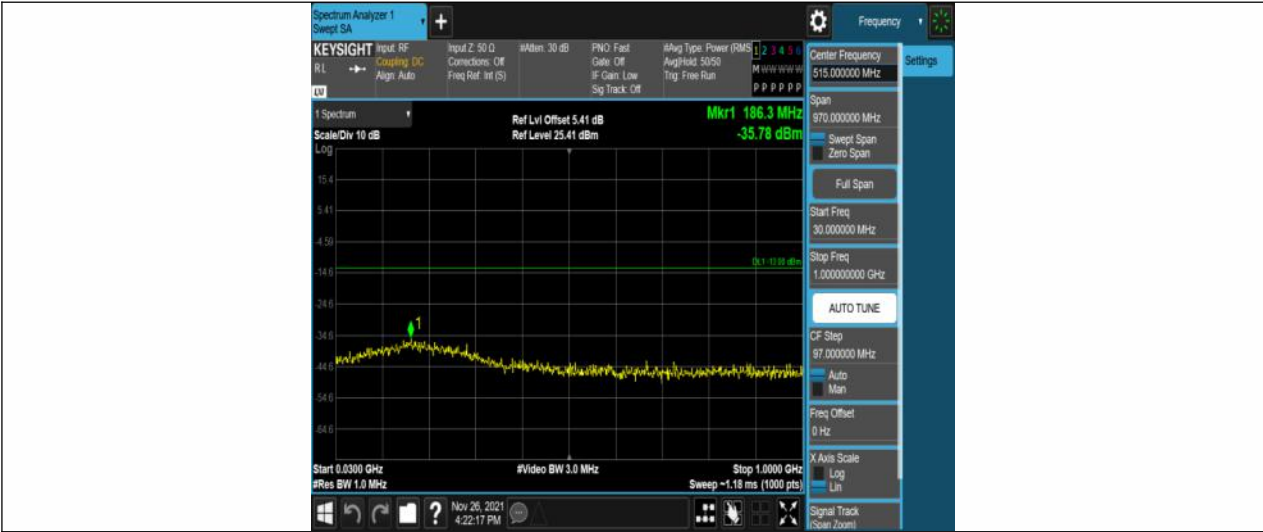 Spectrum Analyzer 1
Swept SA
+
Frequency
KEYSIGHT
RL
Input: RF
Coupling: DC
Align: Auto
Input Z: 50 Ω
Corrections: Off
Freq Ref: Int (S)
#Atten: 30 dB
PNO: Fast
Gate: Off
IF Gain: Low
Sig Track: Off
#Avg Type: Power (RMS
Avg|Hold: 50/50
Trig: Free Run
1 2 3 4 5 6
M W W W W W
P P P P P P
Center Frequency
515.000000 MHz
Settings
1 Spectrum
Scale/Div 10 dB
Ref Lvl Offset 5.41 dB
Ref Level 25.41 dBm
Mkr1 186.3 MHz
-35.78 dBm
Span
970.000000 MHz
Swept Span
Zero Span
Full Span
Start Freq
30.000000 MHz
Stop Freq
1.000000000 GHz
AUTO TUNE
CF Step
97.000000 MHz
Auto
Man
Freq Offset
0 Hz
X Axis Scale
Log
Lin
Signal Track
(Span Zoom)
Log
15.4
5.41
-4.59
DL1 -13.00 dBm
-14.6
-24.6
1
-34.6
-44.6
-54.6
-64.6
Start 0.0300 GHz
#Video BW 3.0 MHz
Stop 1.0000 GHz
#Res BW 1.0 MHz
Sweep ~1.18 ms (1000 pts)
?
Nov 26, 2021
4:22:17 PM